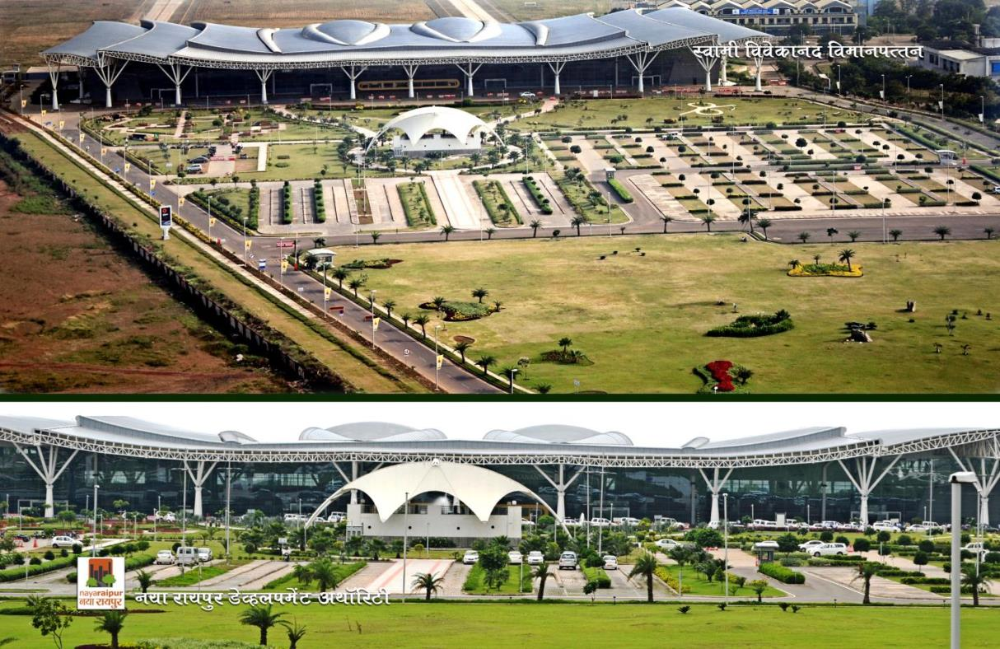 स्वामी विवेकानंद विमानपत्तन
nayaraipur
नया रायपुर
नया रायपुर डेव्हलपमेंट अथॉरिटी